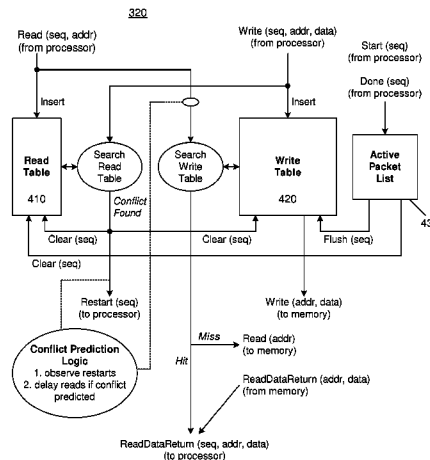 320
Read (seq, addr)
(from processor)
Write (seq, addr, data)
(from processor)
Start (seq)
(from processor)
Done (seq)
(from processor)
Insert
Insert
Read
Table
410
Search
Read
Table
Search
Write
Table
Write
Table
420
Active
Packet
List
43
Conflict
Found
Clear (seq)
Clear (seq)
Flush (seq)
Clear (seq)
Restart (seq)
(to processor)
Write (addr, data)
(to memory)
Conflict Prediction
Logic
1. observe restarts
2. delay reads if conflict
predicted
Miss
Hit
Read (addr)
(to memory)
ReadDataReturn (addr, data)
(from memory)
ReadDataReturn (seq, addr, data)
(to processor)